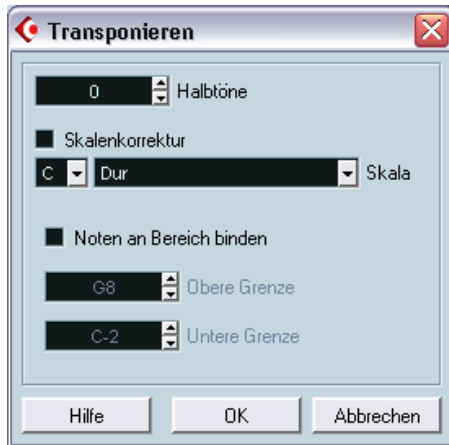 Transponieren
0 Halbtöne
Skalenkorrektur
C Dur Skala
Noten an Bereich binden
G8 Obere Grenze
C-2 Untere Grenze
Hilfe OK Abbrechen